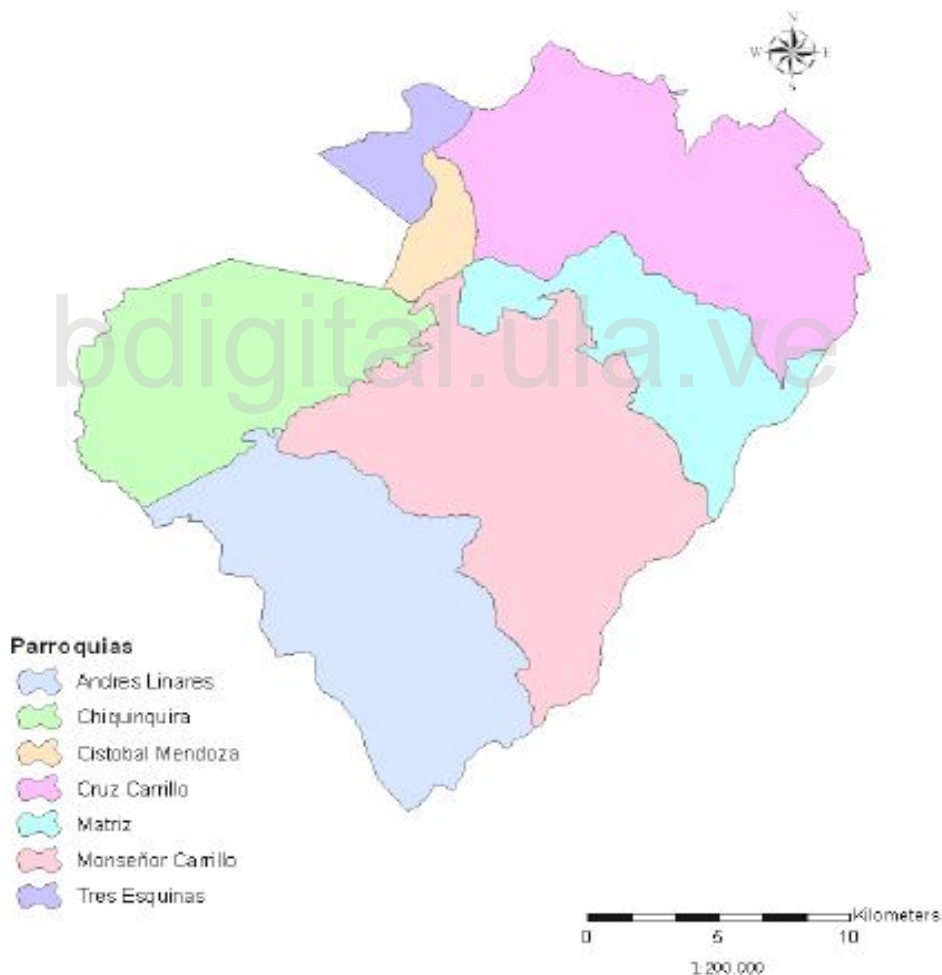 N
W E
S
bdigital.ula.ve
Parroquias
Andres Linares
Chiquinquira
Cistobal Mendoza
Cruz Carrillo
Matriz
Monseñor Carrillo
Tres Esquinas
Kilometers
0 5 10
1:200.000